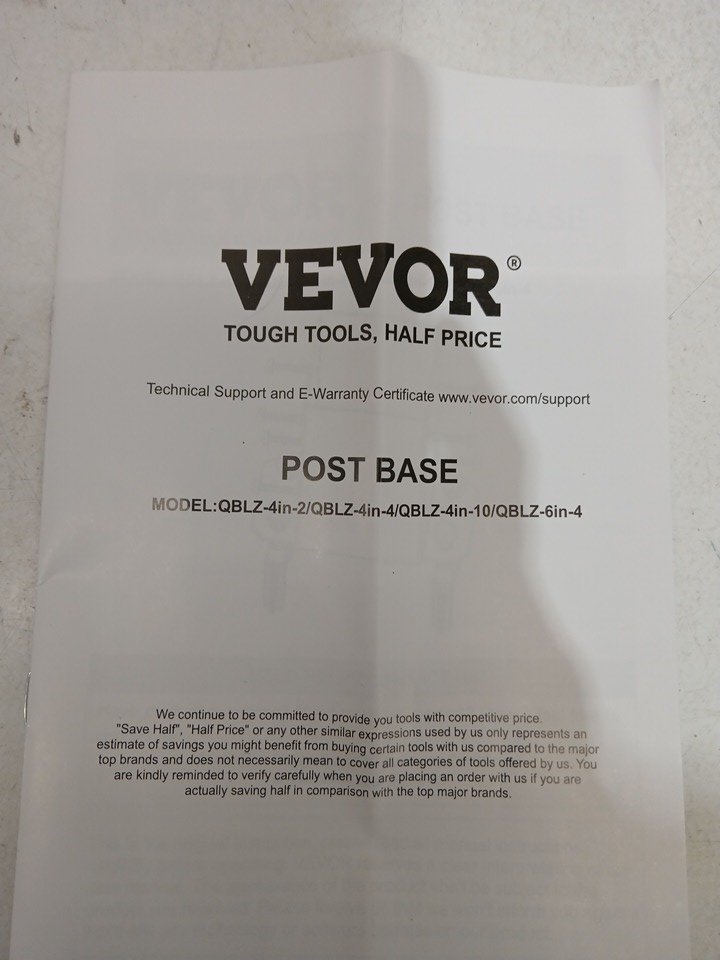 VEVOR®
TOUGH TOOLS, HALF PRICE
Technical Support and E-Warranty Certificate www.vevor.com/support
POST BASE
MODEL:QBLZ-4in-2/QBLZ-4in-4/QBLZ-4in-10/QBLZ-6in-4
We continue to be committed to provide you tools with competitive price.
"Save Half", "Half Price" or any other similar expressions used by us only represents an
estimate of savings you might benefit from buying certain tools with us compared to the major
top brands and does not necessarily mean to cover all categories of tools offered by us. You
are kindly reminded to verify carefully when you are placing an order with us if you are
actually saving half in comparison with the top major brands.